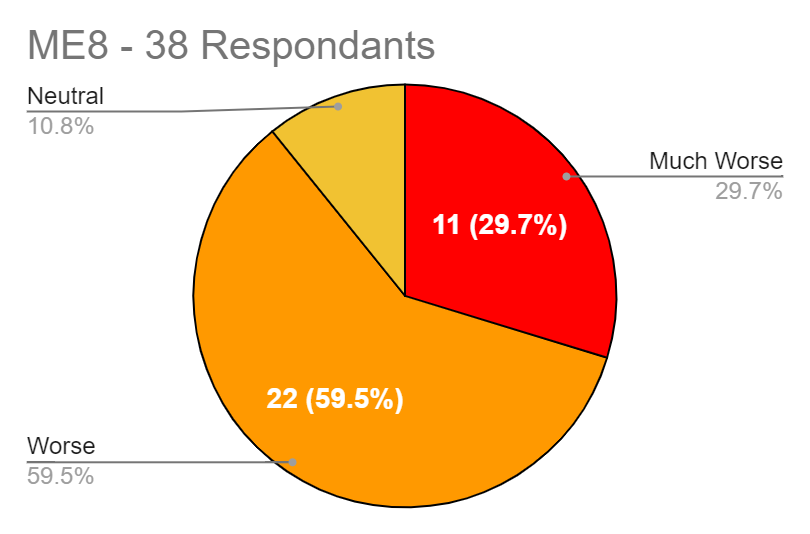 ME8 - 38 Respondants
Neutral
10.8%
Much Worse
29.7%
11 (29.7%)
22 (59.5%)
Worse
59.5%